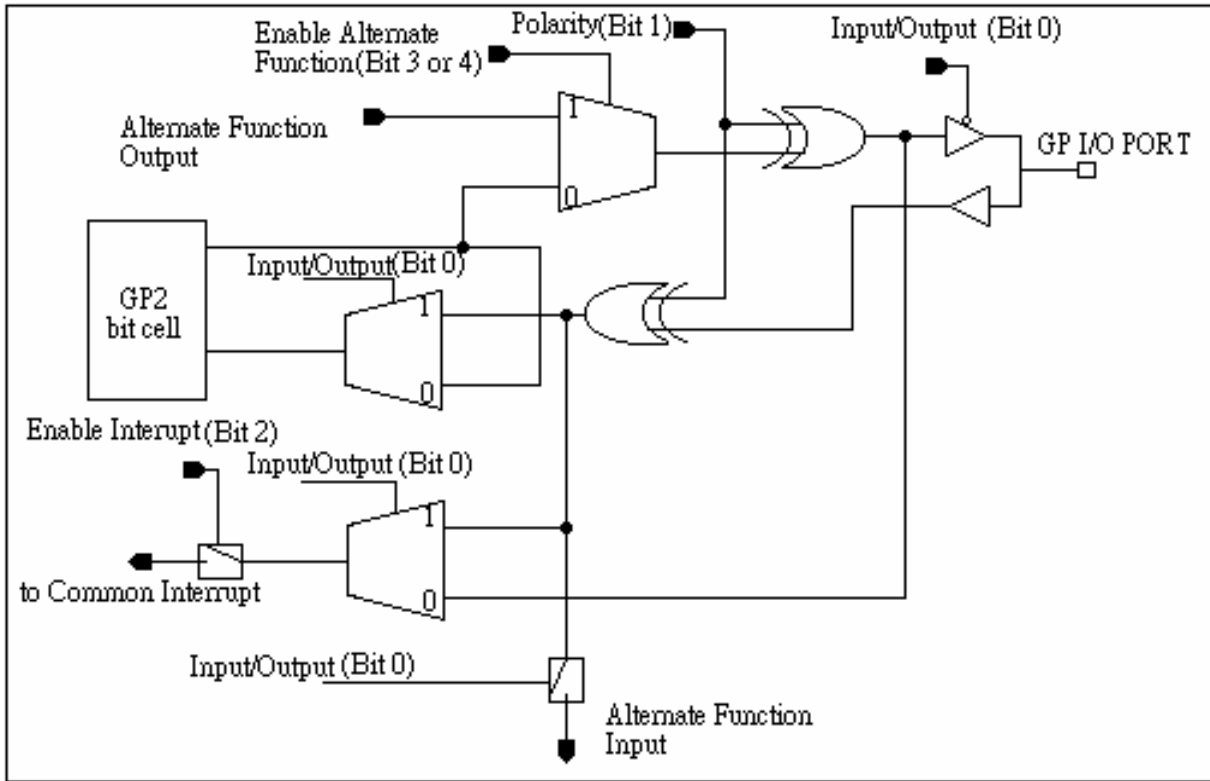 Polarity(Bit 1)
Input/Output (Bit 0)
Enable Alternate
Function(Bit 3 or 4)
1
Alternate Function
Output
GP I/O PORT
0
Input/Output(Bit 0)
GP2
bit cell
1
0
Enable Interupt(Bit 2)
Input/Output (Bit 0)
1
to Common Interrupt
0
Input/Output (Bit 0)
Alternate Function
Input